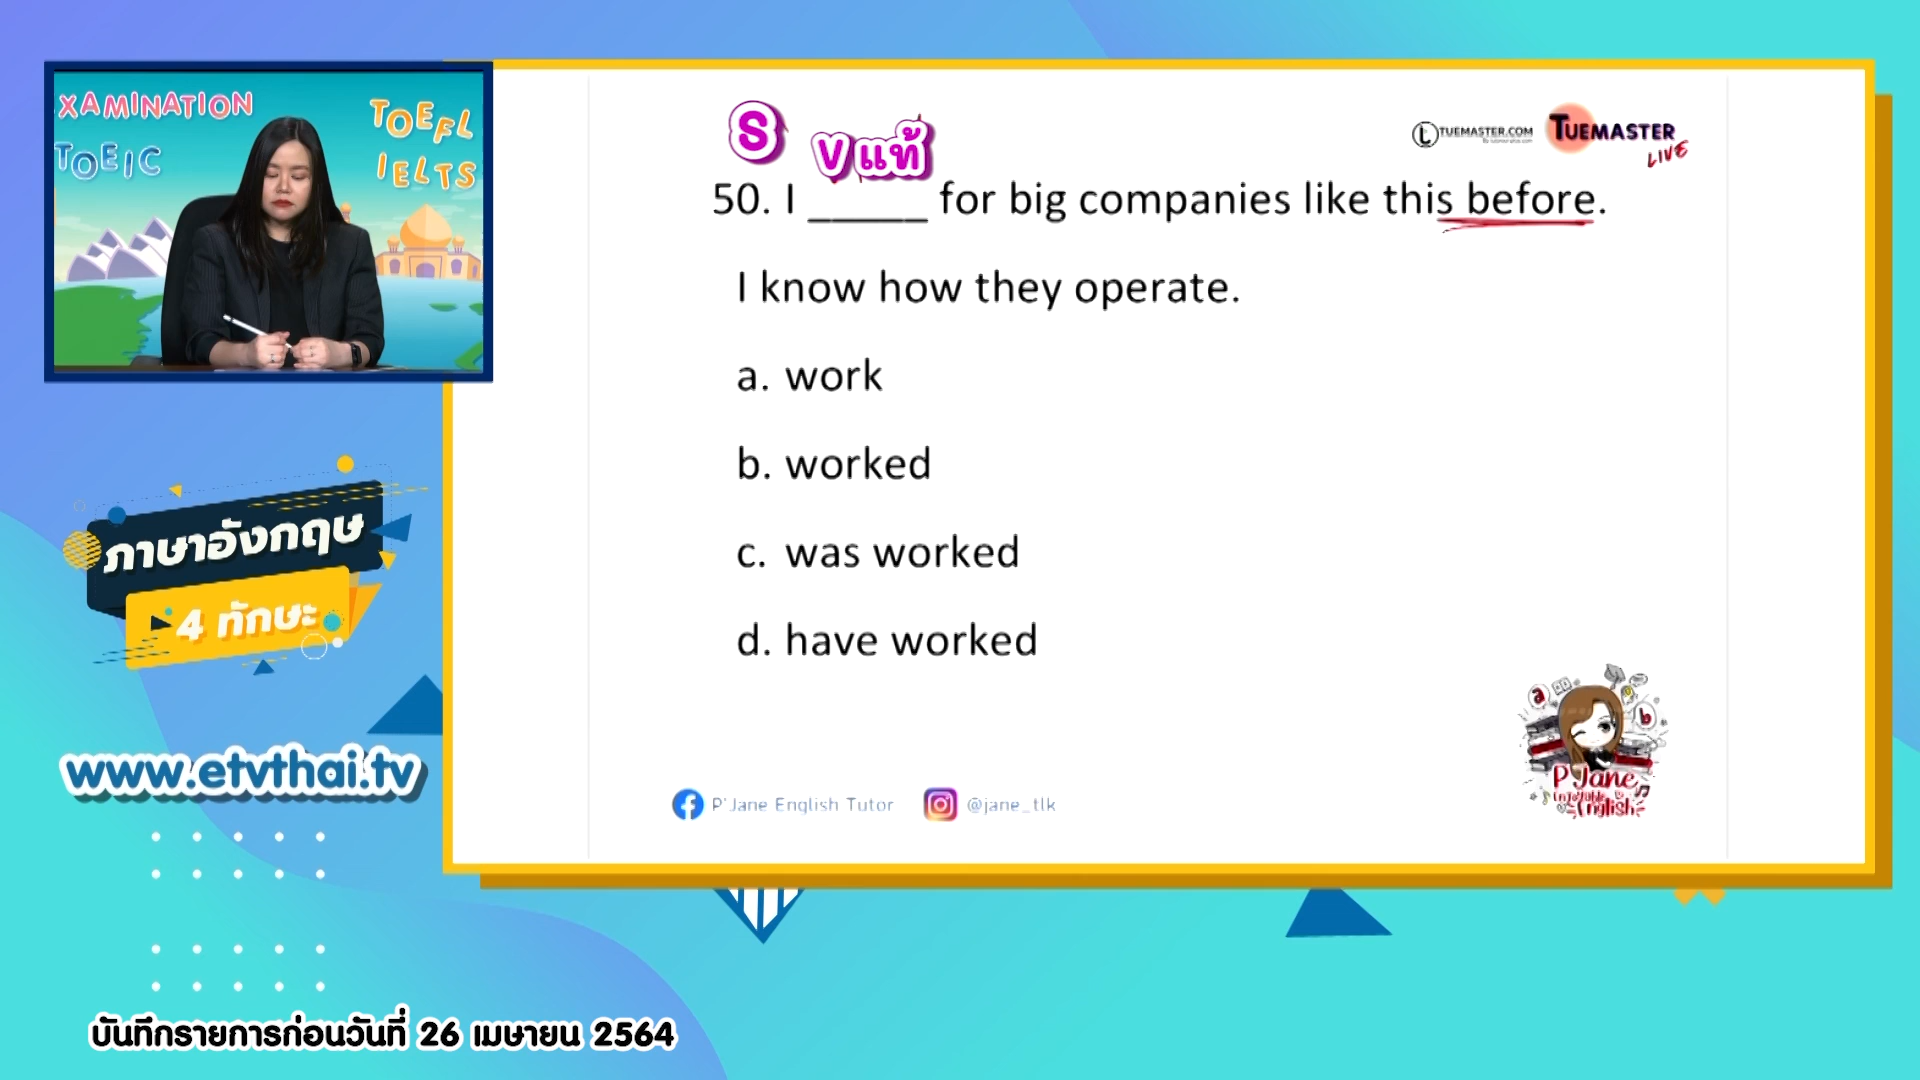 XAMINATION
TOEFL
TOEIC
IELTS
S
V แท้
TUEMASTER.COM
TUEMASTER
LIVE
50. I _____ for big companies like this before.
I know how they operate.
a. work
b. worked
c. was worked
d. have worked
ภาษาอังกฤษ
4 ทักษะ
www.etvthai.tv
a
b
P'Jane
English
P'Jane English Tutor
@jane_tlk
บันทึกรายการก่อนวันที่ 26 เมษายน 2564